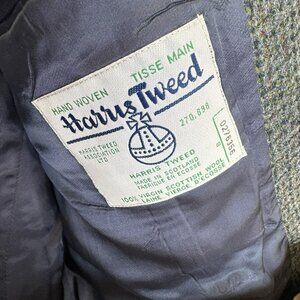 HAND WOVEN TISSE MAIN
Harris Tweed
HARRIS TWEED
ASSOCIATION
LTD
270,898
HARRIS TWEED
MADE IN SCOTLAND
FABRIQUE EN ECOSSE
100% VIRGIN SCOTTISH WOOL
LAINE VIERGE D'ECOSSE